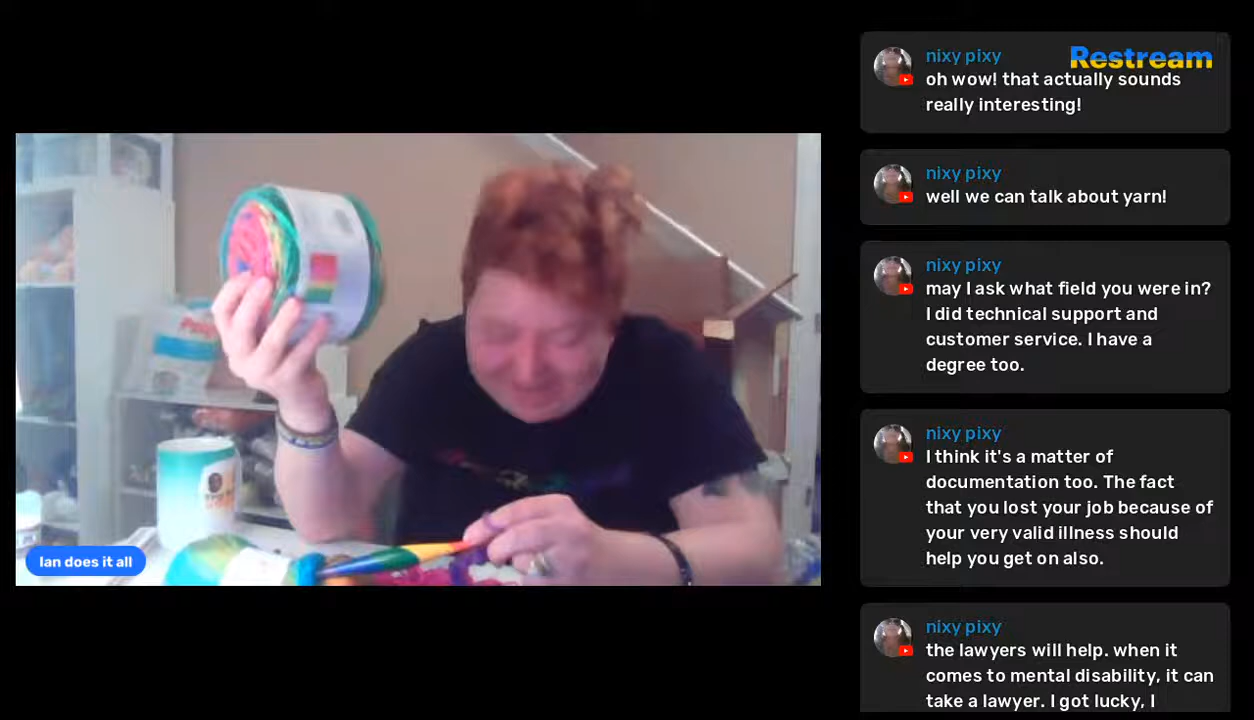 Restream
nixy pixy
oh wow! that actually sounds
really interesting!
nixy pixy
well we can talk about yarn!
nixy pixy
may I ask what field you were in?
I did technical support and
customer service. I have a
degree too.
nixy pixy
I think it's a matter of
documentation too. The fact
that you lost your job because of
your very valid illness should
help you get on also.
nixy pixy
the lawyers will help. when it
comes to mental disability, it can
take a lawyer. I got lucky, I
Ian does it all